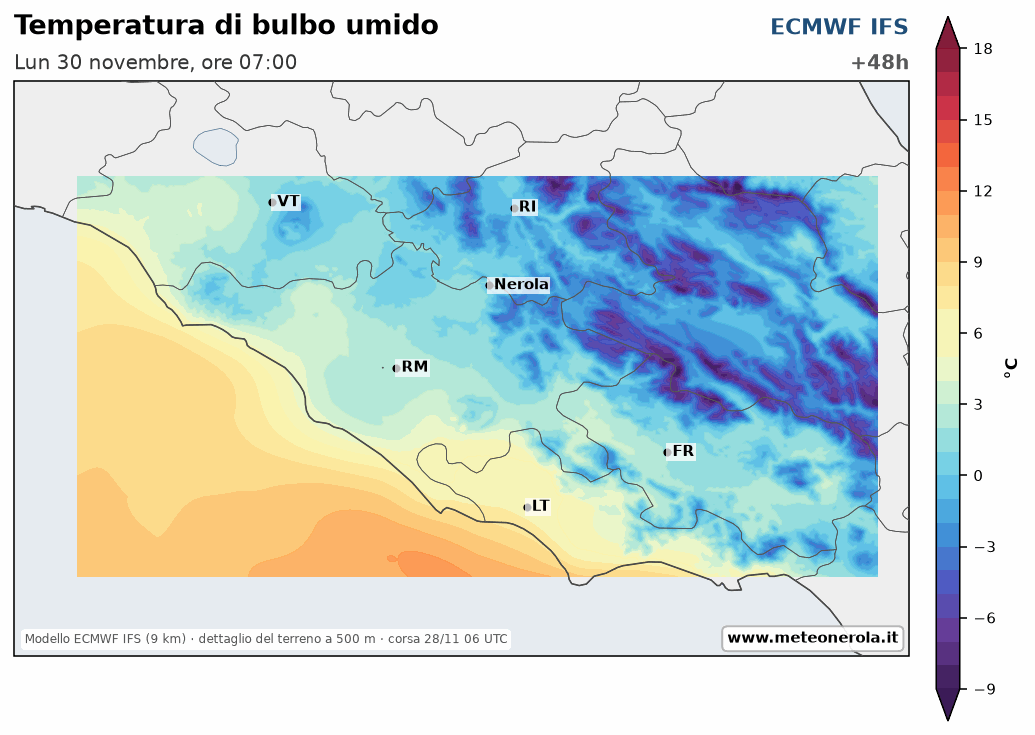 Temperatura di bulbo umido
ECMWF IFS
Lun 30 novembre, ore 07:00
+48h
VT
RI
Nerola
RM
FR
LT
18
15
12
9
6
3
0
−3
−6
−9
°C
Modello ECMWF IFS (9 km) · dettaglio del terreno a 500 m · corsa 28/11 06 UTC
www.meteonerola.it